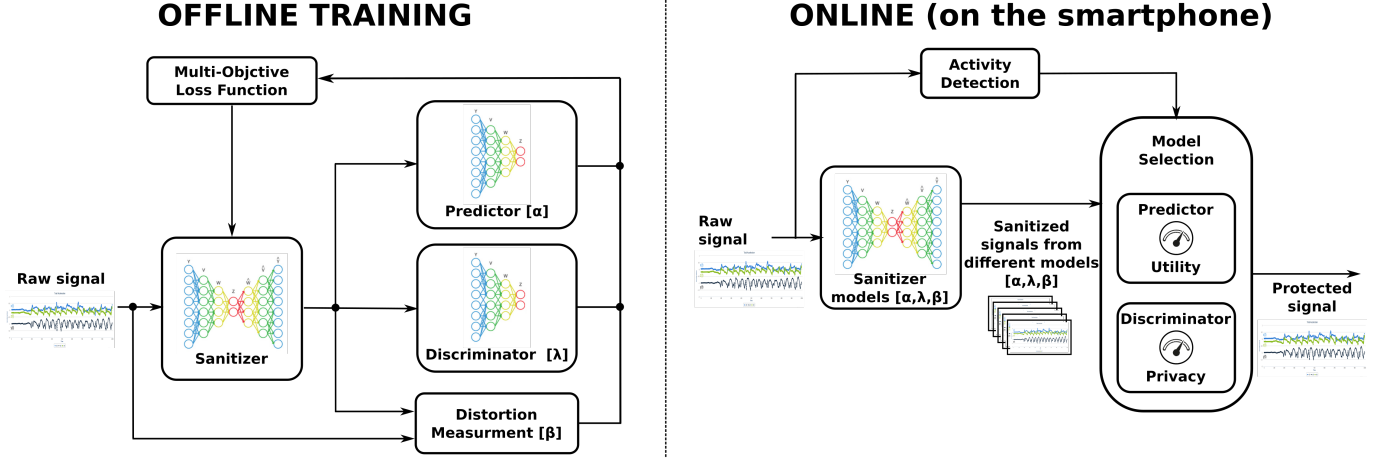 OFFLINE TRAINING
Multi-Objctive
Loss Function
Y
V
W
Z
Predictor [α]
Y
V
W
Z
Discriminator [λ]
Raw signal
Y
V
W
Z
Ŵ
V̂
Ŷ
Sanitizer
Distortion
Measurment [β]
ONLINE (on the smartphone)
Activity
Detection
Raw
signal
Sanitizer
models [α,λ,β]
Sanitized
signals from
different models
[α,λ,β]
Model
Selection
Predictor
Utility
Discriminator
Privacy
Protected
signal